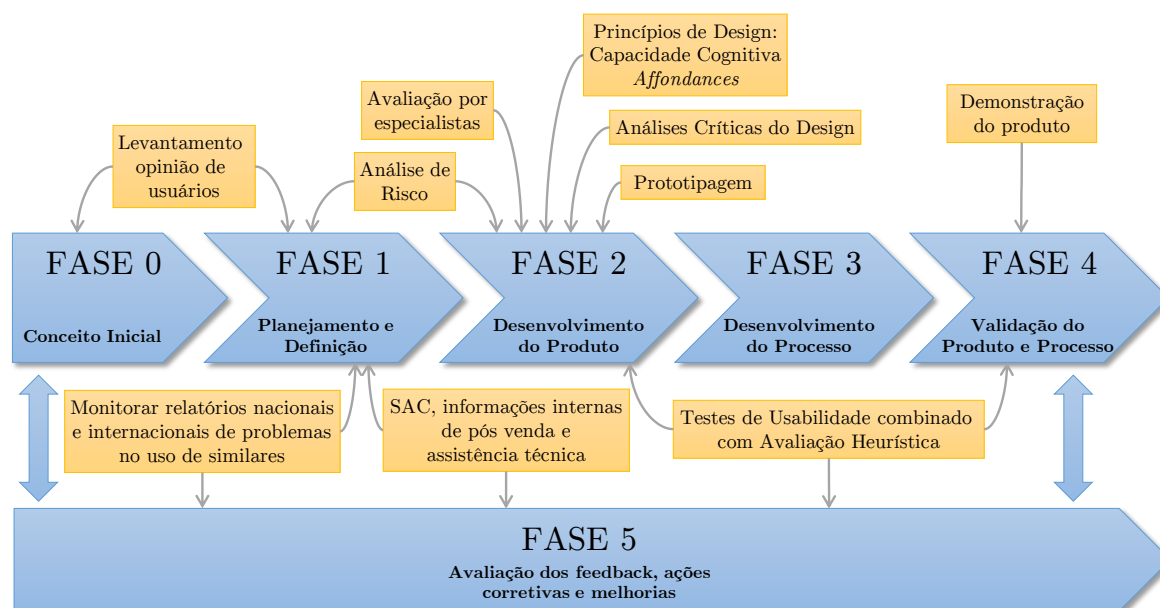 Princípios de Design:
Capacidade Cognitiva
Affondances
Avaliação por
especialistas
Análises Críticas do Design
Demonstração
do produto
Levantamento
opinião de
usuários
Análise de
Risco
Prototipagem
FASE 0
Conceito Inicial
FASE 1
Planejamento e
Definição
FASE 2
Desenvolvimento
do Produto
FASE 3
Desenvolvimento
do Processo
FASE 4
Validação do
Produto e Processo
Monitorar relatórios nacionais
e internacionais de problemas
no uso de similares
SAC, informações internas
de pós venda e
assistência técnica
Testes de Usabilidade combinado
com Avaliação Heurística
FASE 5
Avaliação dos feedback, ações
corretivas e melhorias